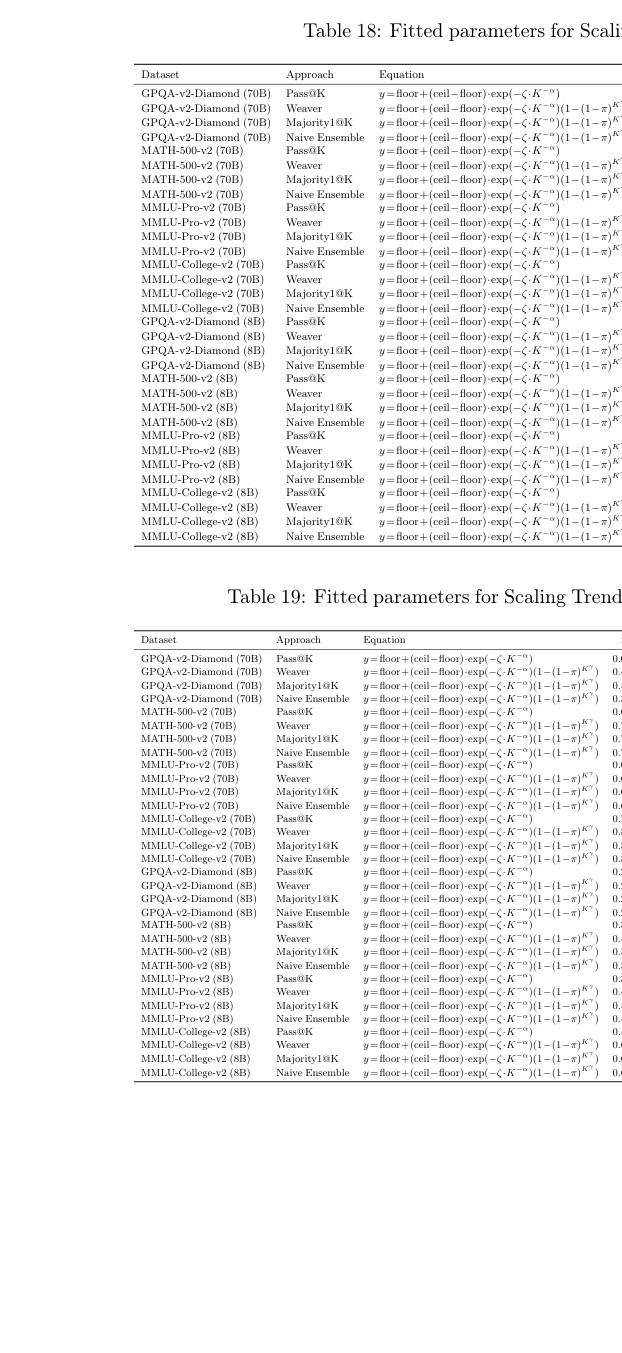 Table 18: Fitted parameters for
Dataset Approach Equation
GPQA-v2-Diamond (70B) Pass@K y=floor+(ceil−floor)·exp(−ζ·K^{−α})
GPQA-v2-Diamond (70B) Weaver y=floor+(ceil−floor)·exp(−ζ·K^{−α})(1−(1−π)^{K
GPQA-v2-Diamond (70B) Majority1@K y=floor+(ceil−floor)·exp(−ζ·K^{−α})(1−(1−π)^{K
GPQA-v2-Diamond (70B) Naive Ensemble y=floor+(ceil−floor)·exp(−ζ·K^{−α})(1−(1−π)^{K
MATH-500-v2 (70B) Pass@K y=floor+(ceil−floor)·exp(−ζ·K^{−α})
MATH-500-v2 (70B) Weaver y=floor+(ceil−floor)·exp(−ζ·K^{−α})(1−(1−π)^{K
MATH-500-v2 (70B) Majority1@K y=floor+(ceil−floor)·exp(−ζ·K^{−α})(1−(1−π)^{K
MATH-500-v2 (70B) Naive Ensemble y=floor+(ceil−floor)·exp(−ζ·K^{−α})(1−(1−π)^{K
MMLU-Pro-v2 (70B) Pass@K y=floor+(ceil−floor)·exp(−ζ·K^{−α})
MMLU-Pro-v2 (70B) Weaver y=floor+(ceil−floor)·exp(−ζ·K^{−α})(1−(1−π)^{K
MMLU-Pro-v2 (70B) Majority1@K y=floor+(ceil−floor)·exp(−ζ·K^{−α})(1−(1−π)^{K
MMLU-Pro-v2 (70B) Naive Ensemble y=floor+(ceil−floor)·exp(−ζ·K^{−α})(1−(1−π)^{K
MMLU-College-v2 (70B) Pass@K y=floor+(ceil−floor)·exp(−ζ·K^{−α})
MMLU-College-v2 (70B) Weaver y=floor+(ceil−floor)·exp(−ζ·K^{−α})(1−(1−π)^{K
MMLU-College-v2 (70B) Majority1@K y=floor+(ceil−floor)·exp(−ζ·K^{−α})(1−(1−π)^{K
MMLU-College-v2 (70B) Naive Ensemble y=floor+(ceil−floor)·exp(−ζ·K^{−α})(1−(1−π)^{K
GPQA-v2-Diamond (8B) Pass@K y=floor+(ceil−floor)·exp(−ζ·K^{−α})
GPQA-v2-Diamond (8B) Weaver y=floor+(ceil−floor)·exp(−ζ·K^{−α})(1−(1−π)^{K
GPQA-v2-Diamond (8B) Majority1@K y=floor+(ceil−floor)·exp(−ζ·K^{−α})(1−(1−π)^{K
GPQA-v2-Diamond (8B) Naive Ensemble y=floor+(ceil−floor)·exp(−ζ·K^{−α})(1−(1−π)^{K
MATH-500-v2 (8B) Pass@K y=floor+(ceil−floor)·exp(−ζ·K^{−α})
MATH-500-v2 (8B) Weaver y=floor+(ceil−floor)·exp(−ζ·K^{−α})(1−(1−π)^{K
MATH-500-v2 (8B) Majority1@K y=floor+(ceil−floor)·exp(−ζ·K^{−α})(1−(1−π)^{K
MATH-500-v2 (8B) Naive Ensemble y=floor+(ceil−floor)·exp(−ζ·K^{−α})(1−(1−π)^{K
MMLU-Pro-v2 (8B) Pass@K y=floor+(ceil−floor)·exp(−ζ·K^{−α})
MMLU-Pro-v2 (8B) Weaver y=floor+(ceil−floor)·exp(−ζ·K^{−α})(1−(1−π)^{K
MMLU-Pro-v2 (8B) Majority1@K y=floor+(ceil−floor)·exp(−ζ·K^{−α})(1−(1−π)^{K
MMLU-Pro-v2 (8B) Naive Ensemble y=floor+(ceil−floor)·exp(−ζ·K^{−α})(1−(1−π)^{K
MMLU-College-v2 (8B) Pass@K y=floor+(ceil−floor)·exp(−ζ·K^{−α})
MMLU-College-v2 (8B) Weaver y=floor+(ceil−floor)·exp(−ζ·K^{−α})(1−(1−π)^{K
MMLU-College-v2 (8B) Majority1@K y=floor+(ceil−floor)·exp(−ζ·K^{−α})(1−(1−π)^{K
MMLU-College-v2 (8B) Naive Ensemble y=floor+(ceil−floor)·exp(−ζ·K^{−α})(1−(1−π)^{K
Table 19: Fitted parameters for Scaling Trend
Dataset Approach Equation
GPQA-v2-Diamond (70B) Pass@K y=floor+(ceil−floor)·exp(−ζ·K^{−α})
GPQA-v2-Diamond (70B) Weaver y=floor+(ceil−floor)·exp(−ζ·K^{−α})(1−(1−π)^{K^γ})
GPQA-v2-Diamond (70B) Majority1@K y=floor+(ceil−floor)·exp(−ζ·K^{−α})(1−(1−π)^{K^γ})
GPQA-v2-Diamond (70B) Naive Ensemble y=floor+(ceil−floor)·exp(−ζ·K^{−α})(1−(1−π)^{K^γ})
MATH-500-v2 (70B) Pass@K y=floor+(ceil−floor)·exp(−ζ·K^{−α})
MATH-500-v2 (70B) Weaver y=floor+(ceil−floor)·exp(−ζ·K^{−α})(1−(1−π)^{K^γ})
MATH-500-v2 (70B) Majority1@K y=floor+(ceil−floor)·exp(−ζ·K^{−α})(1−(1−π)^{K^γ})
MATH-500-v2 (70B) Naive Ensemble y=floor+(ceil−floor)·exp(−ζ·K^{−α})(1−(1−π)^{K^γ})
MMLU-Pro-v2 (70B) Pass@K y=floor+(ceil−floor)·exp(−ζ·K^{−α})
MMLU-Pro-v2 (70B) Weaver y=floor+(ceil−floor)·exp(−ζ·K^{−α})(1−(1−π)^{K^γ})
MMLU-Pro-v2 (70B) Majority1@K y=floor+(ceil−floor)·exp(−ζ·K^{−α})(1−(1−π)^{K^γ})
MMLU-Pro-v2 (70B) Naive Ensemble y=floor+(ceil−floor)·exp(−ζ·K^{−α})(1−(1−π)^{K^γ})
MMLU-College-v2 (70B) Pass@K y=floor+(ceil−floor)·exp(−ζ·K^{−α})
MMLU-College-v2 (70B) Weaver y=floor+(ceil−floor)·exp(−ζ·K^{−α})(1−(1−π)^{K^γ})
MMLU-College-v2 (70B) Majority1@K y=floor+(ceil−floor)·exp(−ζ·K^{−α})(1−(1−π)^{K^γ})
MMLU-College-v2 (70B) Naive Ensemble y=floor+(ceil−floor)·exp(−ζ·K^{−α})(1−(1−π)^{K^γ})
GPQA-v2-Diamond (8B) Pass@K y=floor+(ceil−floor)·exp(−ζ·K^{−α})
GPQA-v2-Diamond (8B) Weaver y=floor+(ceil−floor)·exp(−ζ·K^{−α})(1−(1−π)^{K^γ})
GPQA-v2-Diamond (8B) Majority1@K y=floor+(ceil−floor)·exp(−ζ·K^{−α})(1−(1−π)^{K^γ})
GPQA-v2-Diamond (8B) Naive Ensemble y=floor+(ceil−floor)·exp(−ζ·K^{−α})(1−(1−π)^{K^γ})
MATH-500-v2 (8B) Pass@K y=floor+(ceil−floor)·exp(−ζ·K^{−α})
MATH-500-v2 (8B) Weaver y=floor+(ceil−floor)·exp(−ζ·K^{−α})(1−(1−π)^{K^γ})
MATH-500-v2 (8B) Majority1@K y=floor+(ceil−floor)·exp(−ζ·K^{−α})(1−(1−π)^{K^γ})
MATH-500-v2 (8B) Naive Ensemble y=floor+(ceil−floor)·exp(−ζ·K^{−α})(1−(1−π)^{K^γ})
MMLU-Pro-v2 (8B) Pass@K y=floor+(ceil−floor)·exp(−ζ·K^{−α})
MMLU-Pro-v2 (8B) Weaver y=floor+(ceil−floor)·exp(−ζ·K^{−α})(1−(1−π)^{K^γ})
MMLU-Pro-v2 (8B) Majority1@K y=floor+(ceil−floor)·exp(−ζ·K^{−α})(1−(1−π)^{K^γ})
MMLU-Pro-v2 (8B) Naive Ensemble y=floor+(ceil−floor)·exp(−ζ·K^{−α})(1−(1−π)^{K^γ})
MMLU-College-v2 (8B) Pass@K y=floor+(ceil−floor)·exp(−ζ·K^{−α})
MMLU-College-v2 (8B) Weaver y=floor+(ceil−floor)·exp(−ζ·K^{−α})(1−(1−π)^{K^γ})
MMLU-College-v2 (8B) Majority1@K y=floor+(ceil−floor)·exp(−ζ·K^{−α})(1−(1−π)^{K^γ})
MMLU-College-v2 (8B) Naive Ensemble y=floor+(ceil−floor)·exp(−ζ·K^{−α})(1−(1−π)^{K^γ})